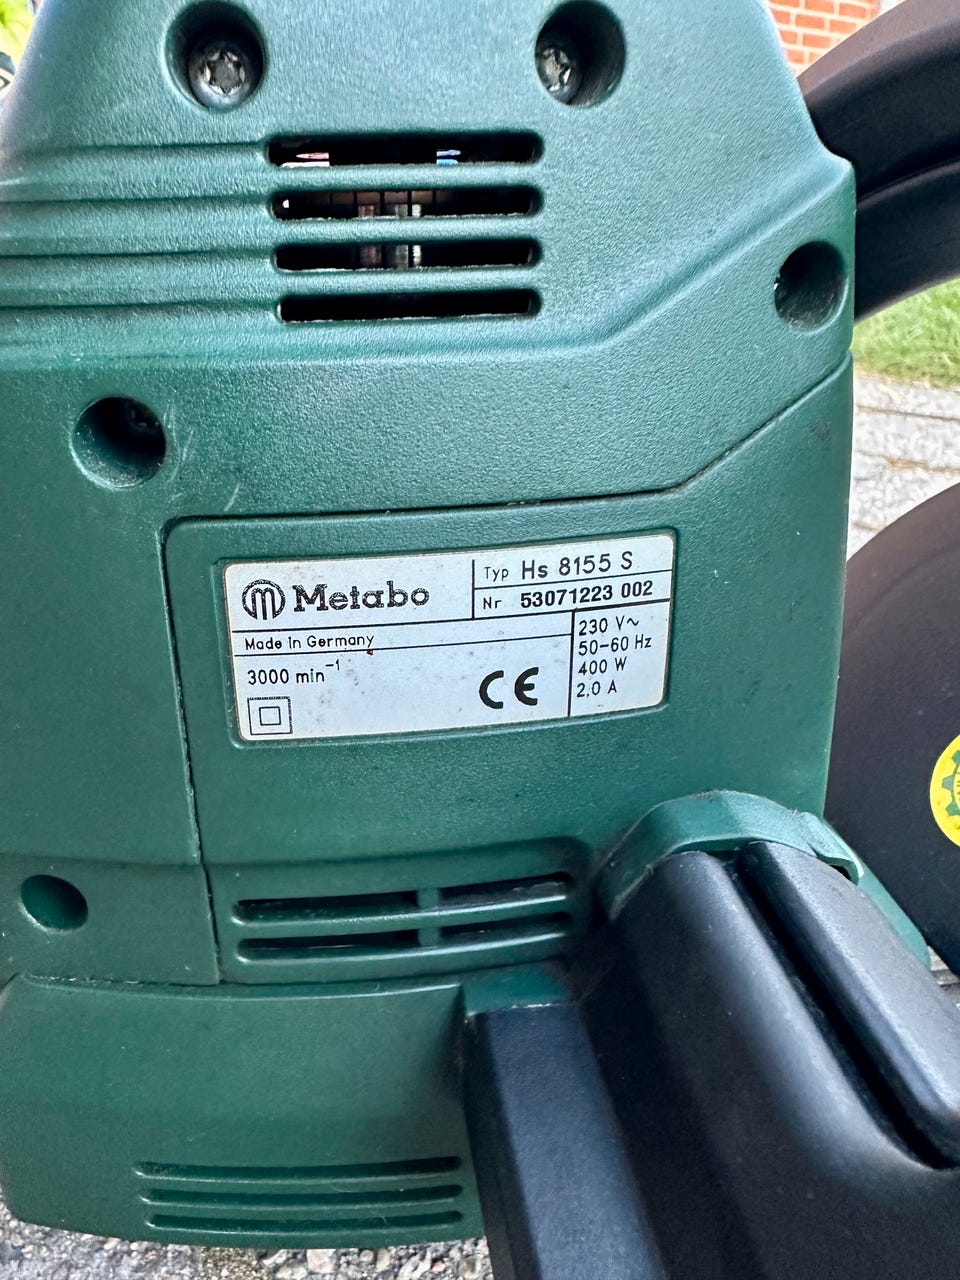 Metabo
Typ Hs 8155 S
Nr 53071223 002
Made in Germany
3000 min⁻¹
CE
230 V~
50-60 Hz
400 W
2,0 A